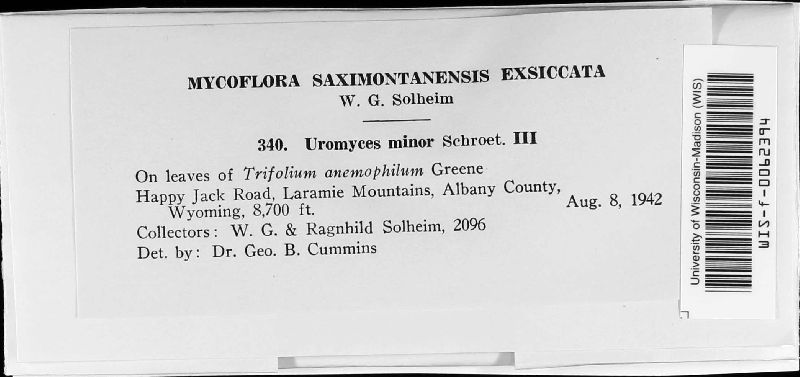 MYCOFLORA SAXIMONTANENSIS EXSICCATA
W. G. Solheim
340. Uromyces minor Schroet. III
On leaves of Trifolium anemophilum Greene
Happy Jack Road, Laramie Mountains, Albany County,
Wyoming, 8,700 ft.
Aug. 8, 1942
Collectors: W. G. & Ragnhild Solheim, 2096
Det. by: Dr. Geo. B. Cummins
University of Wisconsin-Madison (WIS)
WIS-f-0062394